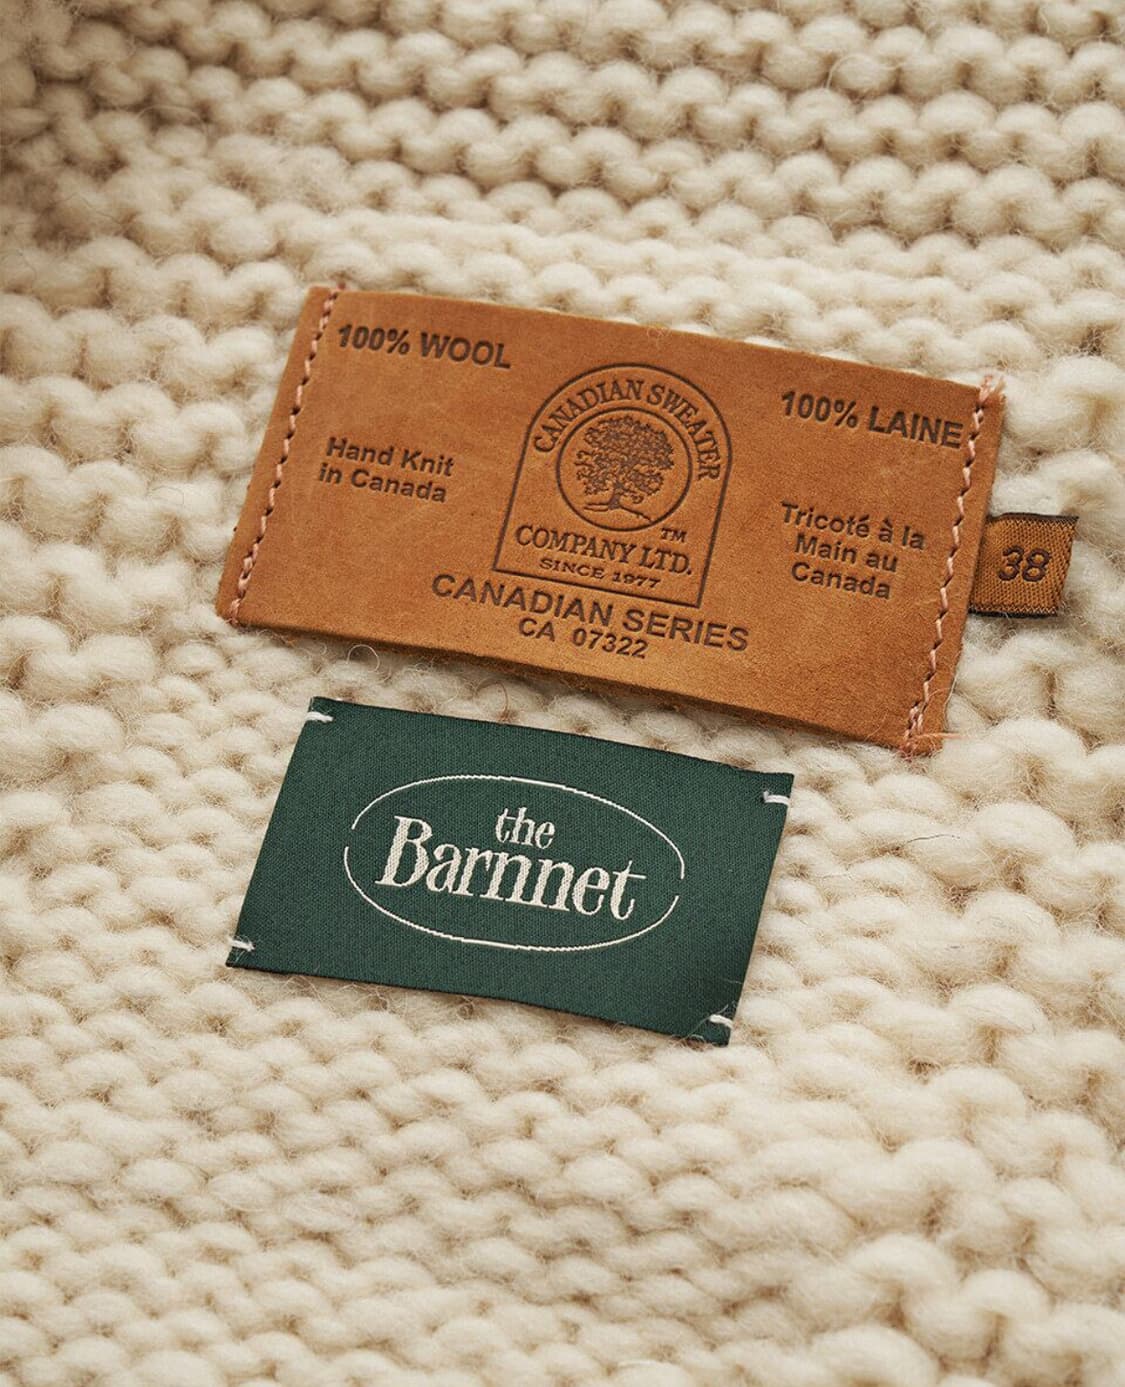 100% WOOL
Hand Knit
in Canada
CANADIAN SWEATER
COMPANY LTD.
TM
SINCE 1977
CANADIAN SERIES
CA 07322
100% LAINE
Tricoté à la
Main au
Canada
38
the
Barnnet